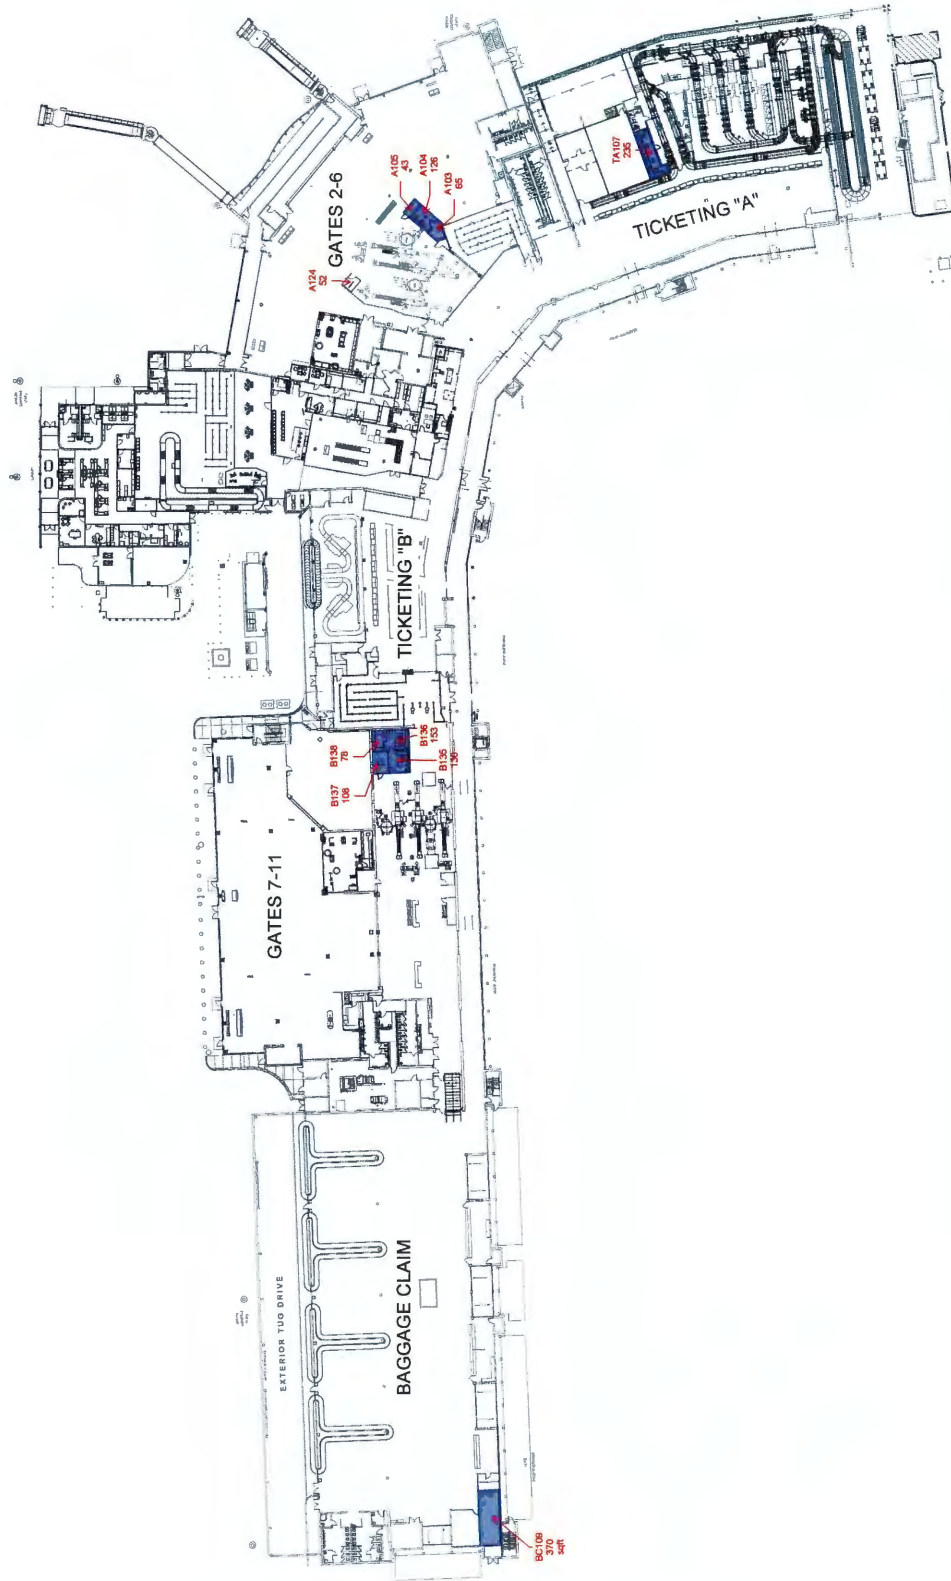 A105
43
A104
126
A103
65
GATES 2-6
A124
52
TA107
235
TICKETING "A"
TICKETING "B"
B138
78
B137
108
B136
153
B135
GATES 7-11
EXTERIOR TUG DRIVE
BAGGAGE CLAIM
BC109
370
sqft